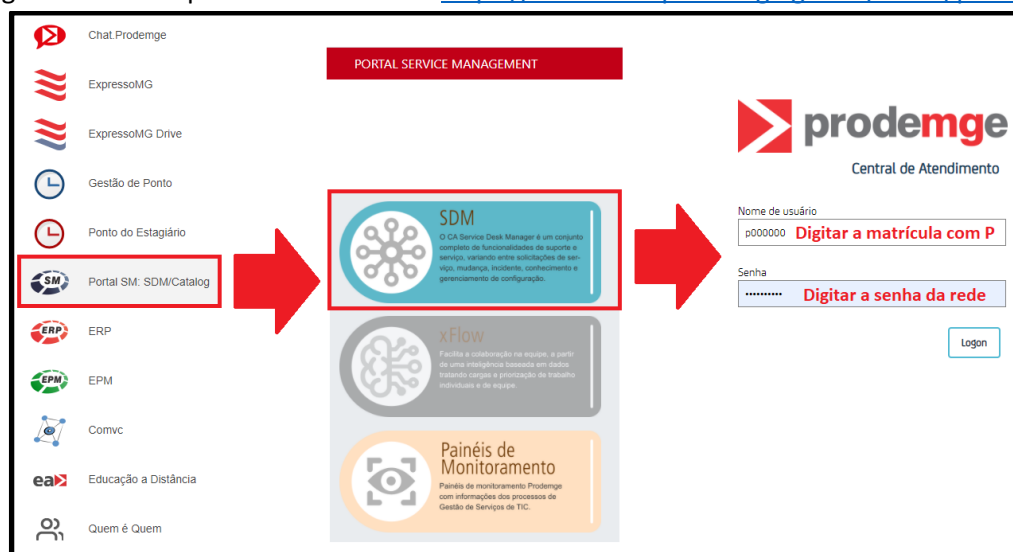 Chat.Prodemge
ExpressoMG
ExpressoMG Drive
Gestão de Ponto
Ponto do Estagiário
SM
Portal SM: SDM/Catalog
ERP
ERP
EPM
EPM
Comvc
ea
Educação a Distância
Quem é Quem
PORTAL SERVICE MANAGEMENT
SDM
O CA Service Desk Manager é um conjunto
completo de funcionalidades de suporte e
serviço, variando entre solicitações de ser-
viço, mudança, incidente, conhecimento e
gerenciamento de configuração.
xFlow
Facilita a colaboração na equipe, a partir
de uma inteligência baseada em dados
tratando cargas e priorização de trabalho
individuais e de equipe.
Painéis de
Monitoramento
Painéis de monitoramento Prodemge
com informações dos processos de
Gestão de Serviços de TIC.
prodemge
Central de Atendimento
Nome de usuário
p000000 Digitar a matrícula com P
Senha
•••••••••• Digitar a senha da rede
Logon